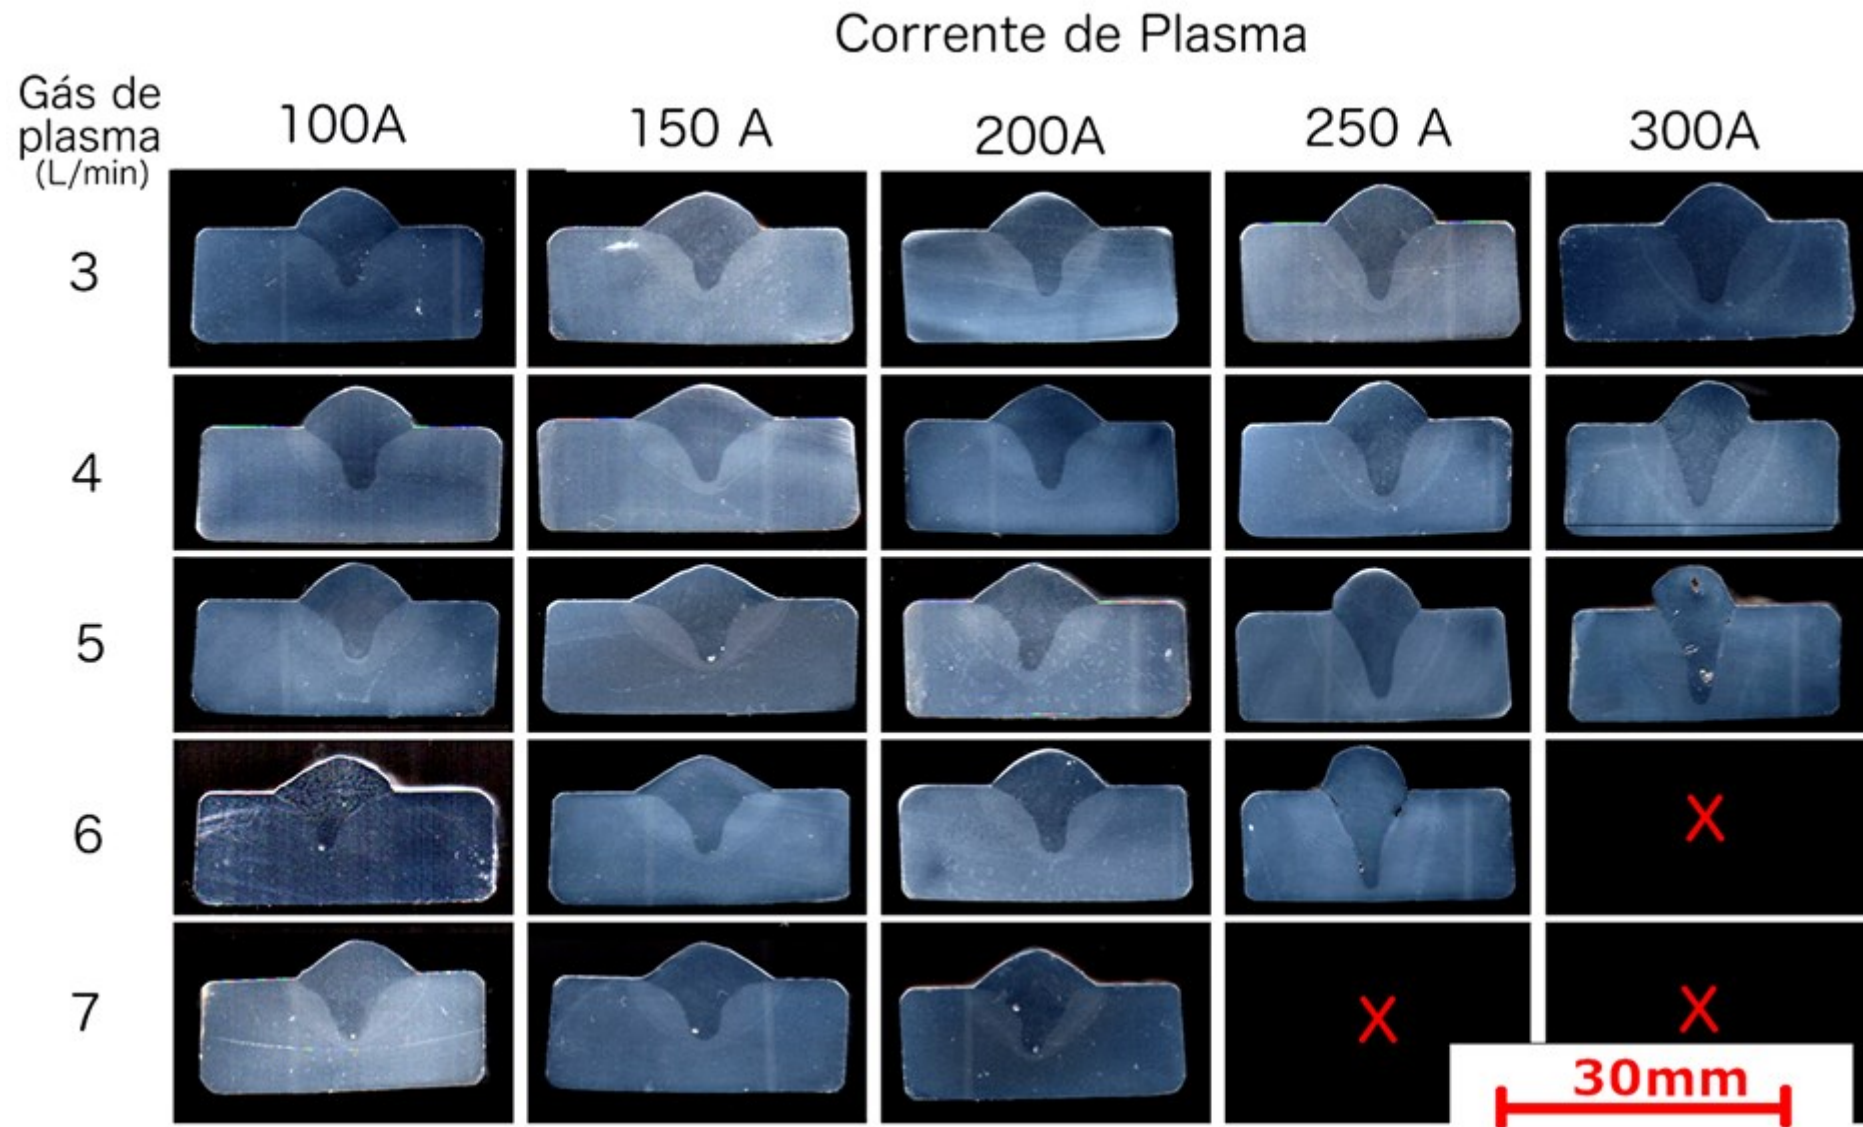 Corrente de Plasma
Gás de
plasma
(L/min)
100A
150 A
200A
250 A
300A
3
4
5
6
X
7
X
X
30mm